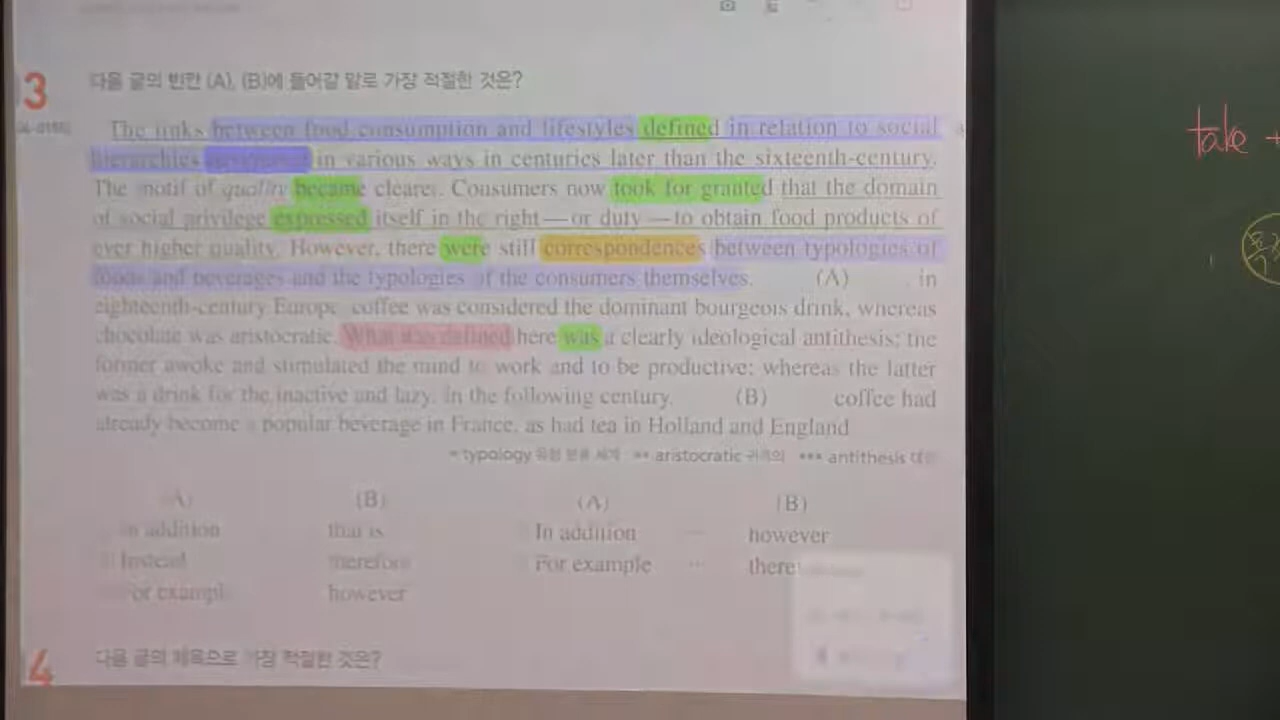 3
다음 글의 빈칸 (A), (B)에 들어갈 말로 가장 적절한 것은?
The links between food consumption and lifestyles defined in relation to social
hierarchies in various ways in centuries later than the sixteenth-century.
The motif of quality became clearer. Consumers now took for granted that the domain
of social privilege expressed itself in the right—or duty—to obtain food products of
ever higher quality. However, there were still correspondences between typologies of
foods and beverages and the typologies of the consumers themselves. (A) in
eighteenth-century Europe, coffee was considered the dominant bourgeois drink, whereas
chocolate was aristocratic. What was defined here was a clearly ideological antithesis; the
former awoke and stimulated the mind to work and to be productive; whereas the latter
was a drink for the inactive and lazy. In the following century, (B) coffee had
already become a popular beverage in France, as had tea in Holland and England
* typology 유형 분류 체계 ** aristocratic 귀족의 *** antithesis
(A) (B) (A) (B)
In addition that is In addition ··· however
Instead therefore For example ··· there
For example however
4
다음 글의 제목으로 가장 적절한 것은?
take +